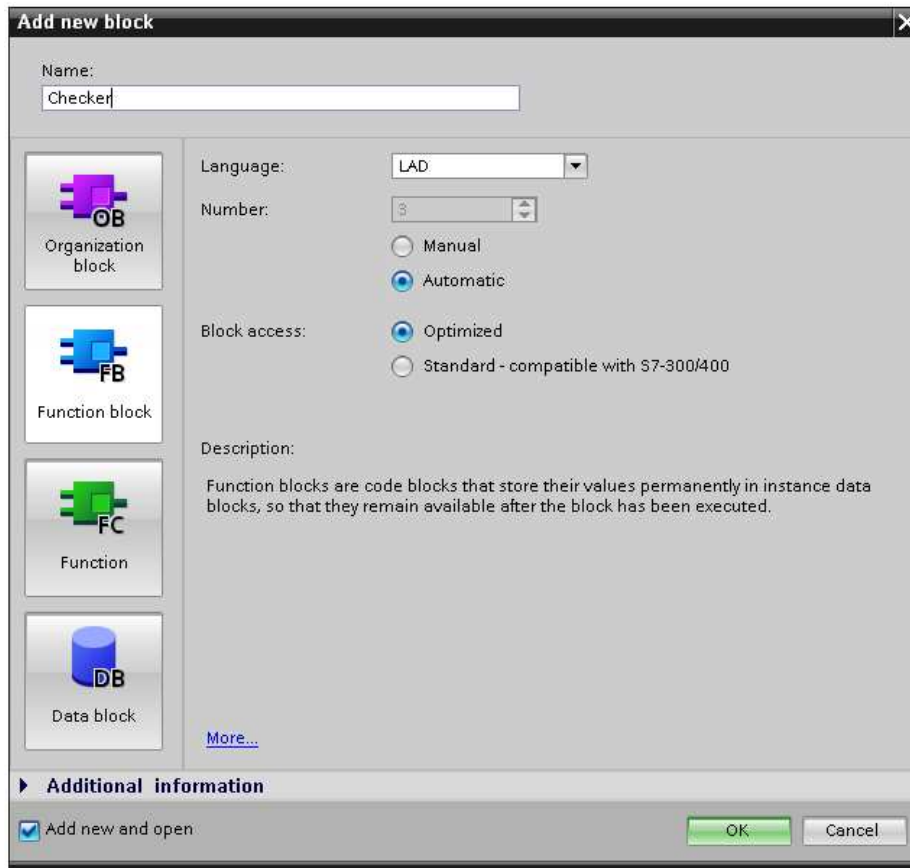 Add new block
Name:
Checker
OB
Organization
block
FB
Function block
FC
Function
DB
Data block
Language:
LAD
Number:
3
Manual
Automatic
Block access:
Optimized
Standard - compatible with S7-300/400
Description:
Function blocks are code blocks that store their values permanently in instance data
blocks, so that they remain available after the block has been executed.
More...
Additional information
Add new and open
OK
Cancel